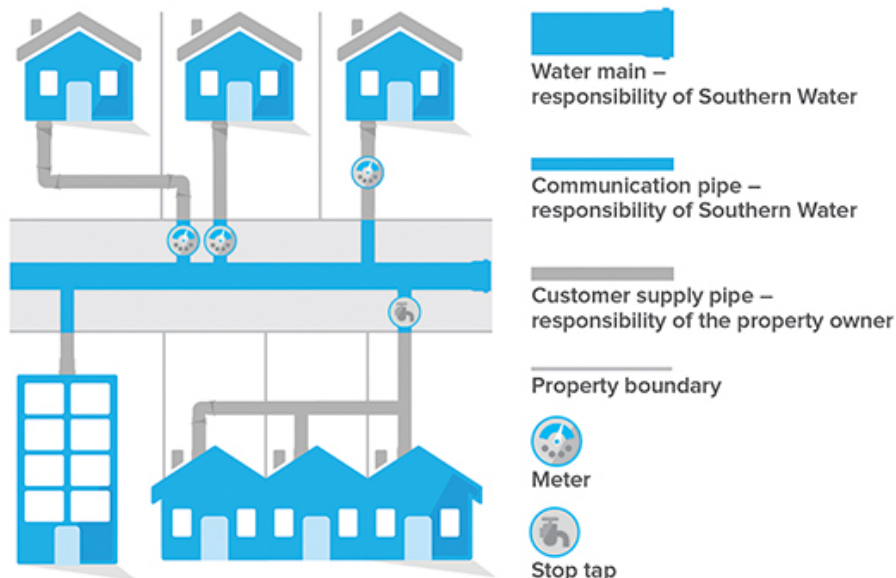 Water main –
responsibility of Southern Water
Communication pipe –
responsibility of Southern Water
Customer supply pipe –
responsibility of the property owner
Property boundary
Meter
Stop tap